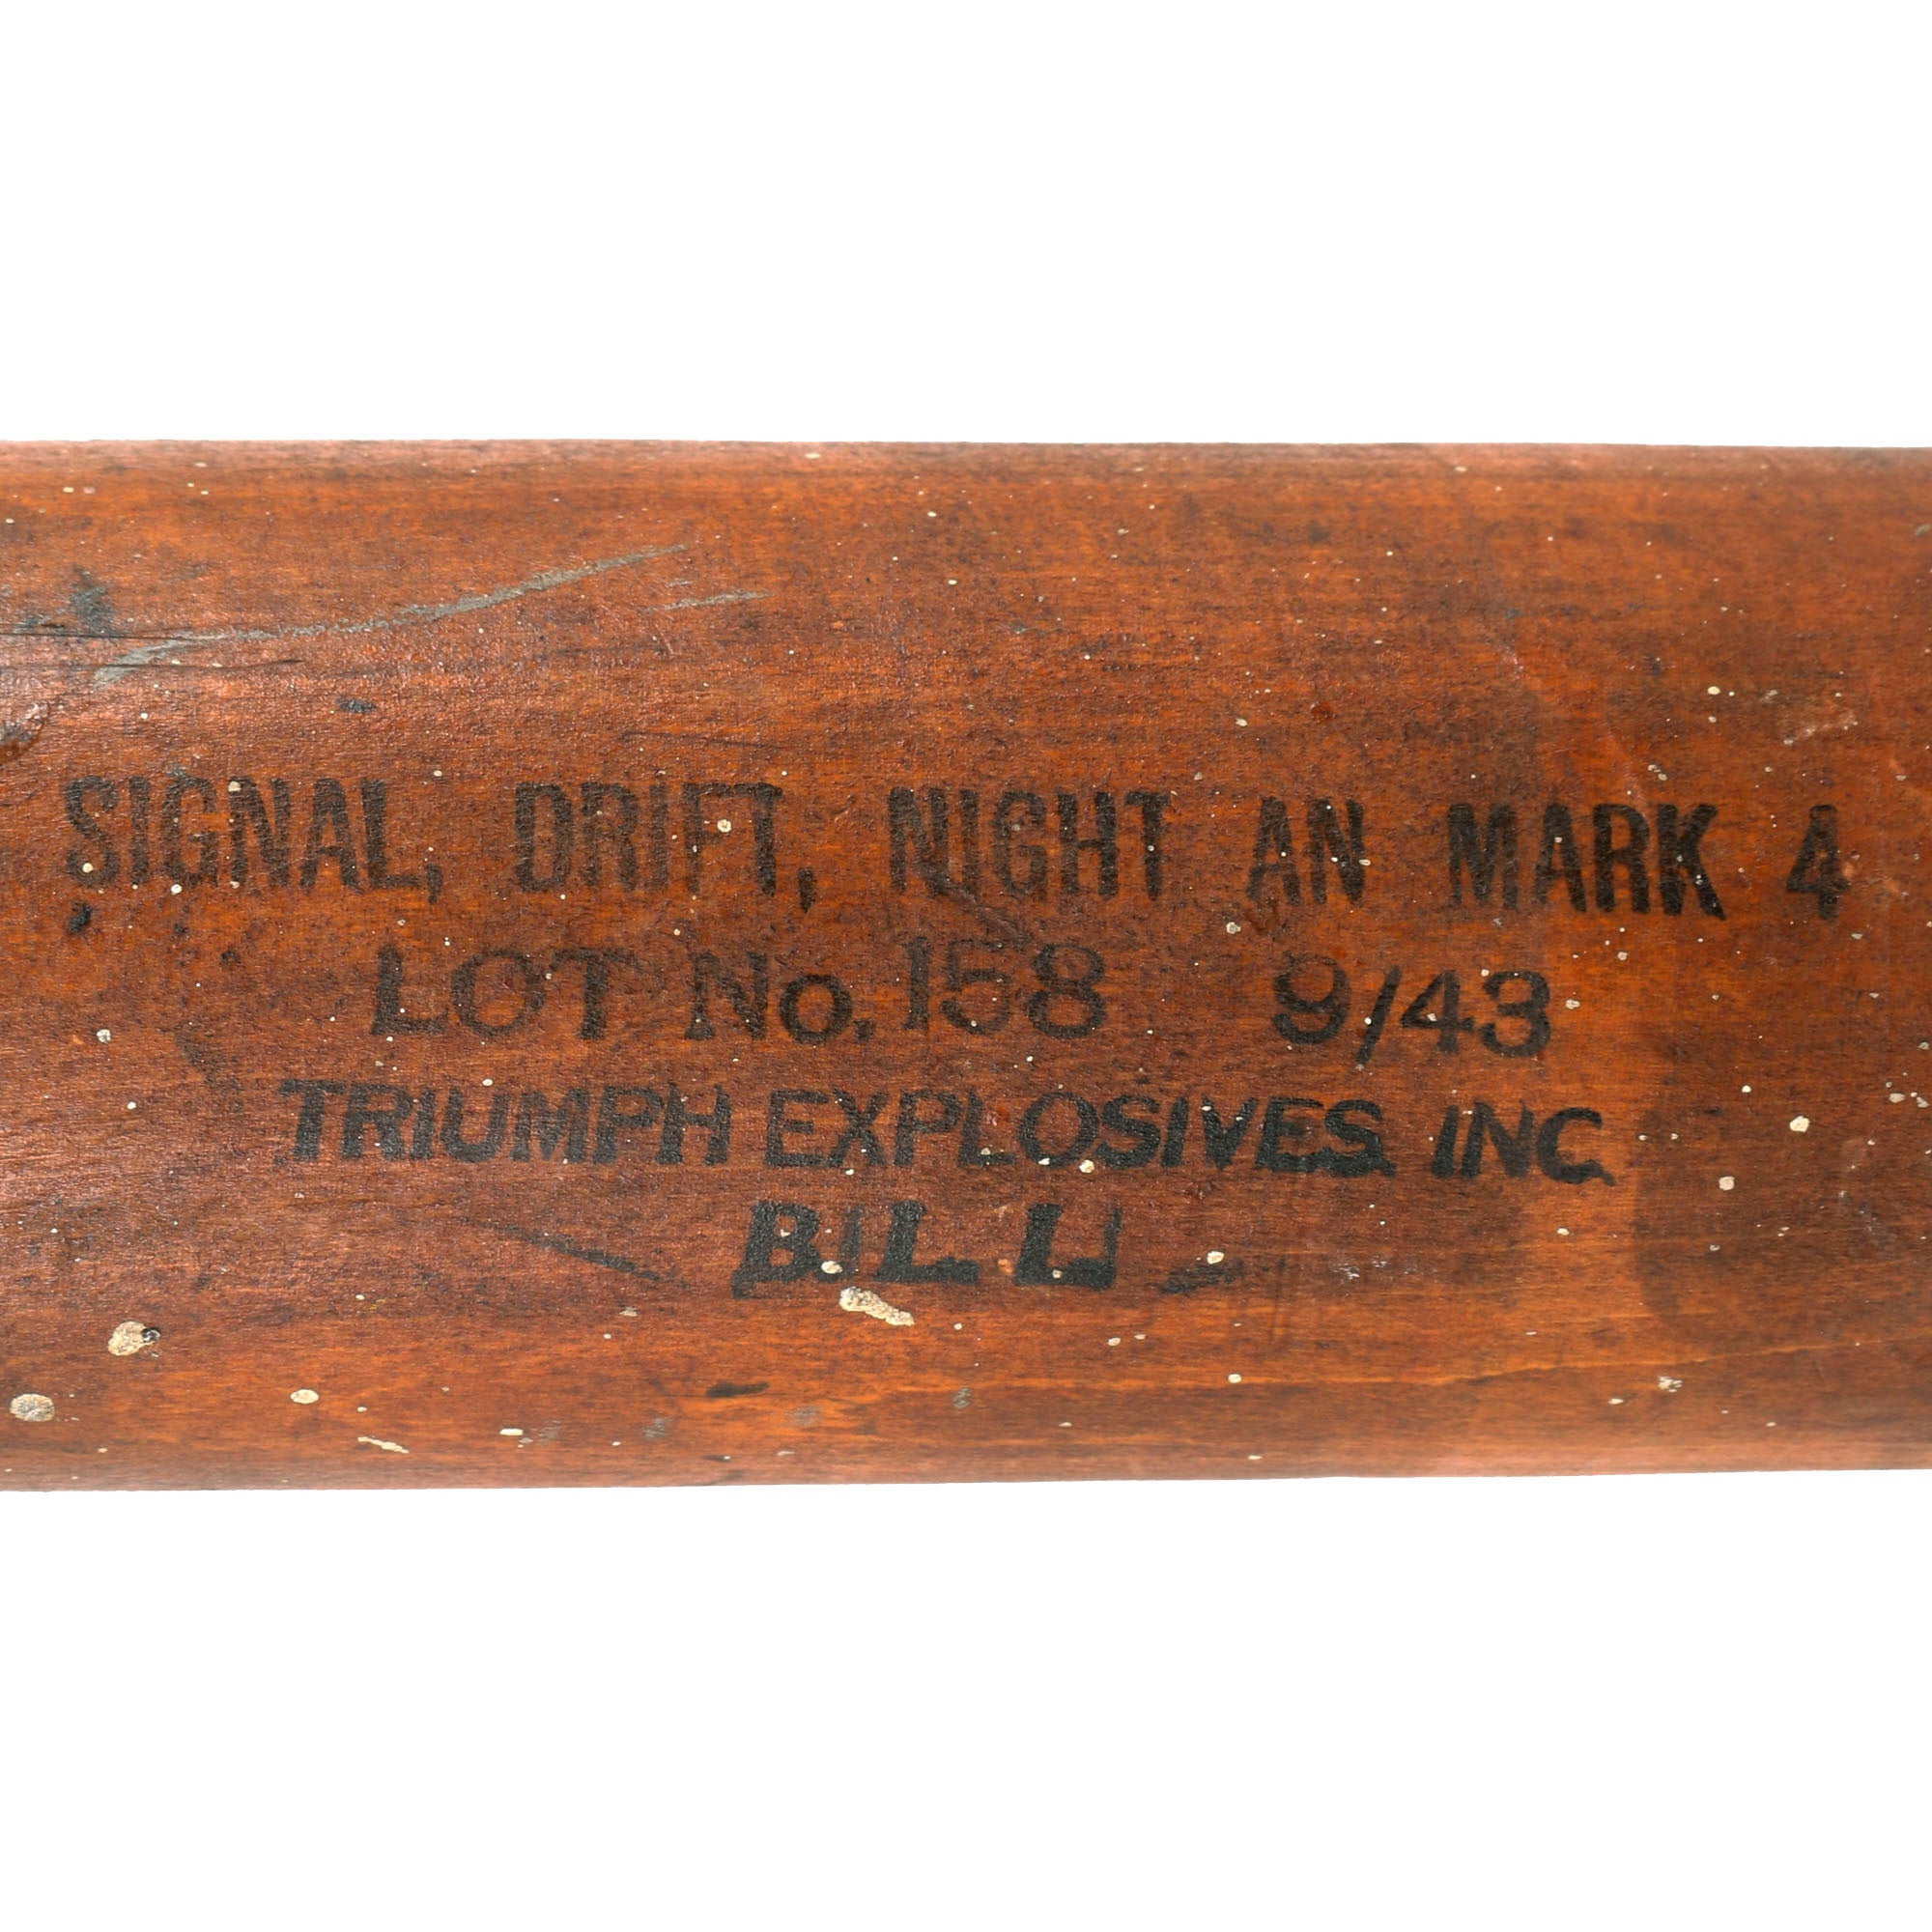 SIGNAL, DRIFT, NIGHT AN MARK 4
LOT No. 158 9/43
TRIUMPH EXPLOSIVES. INC.